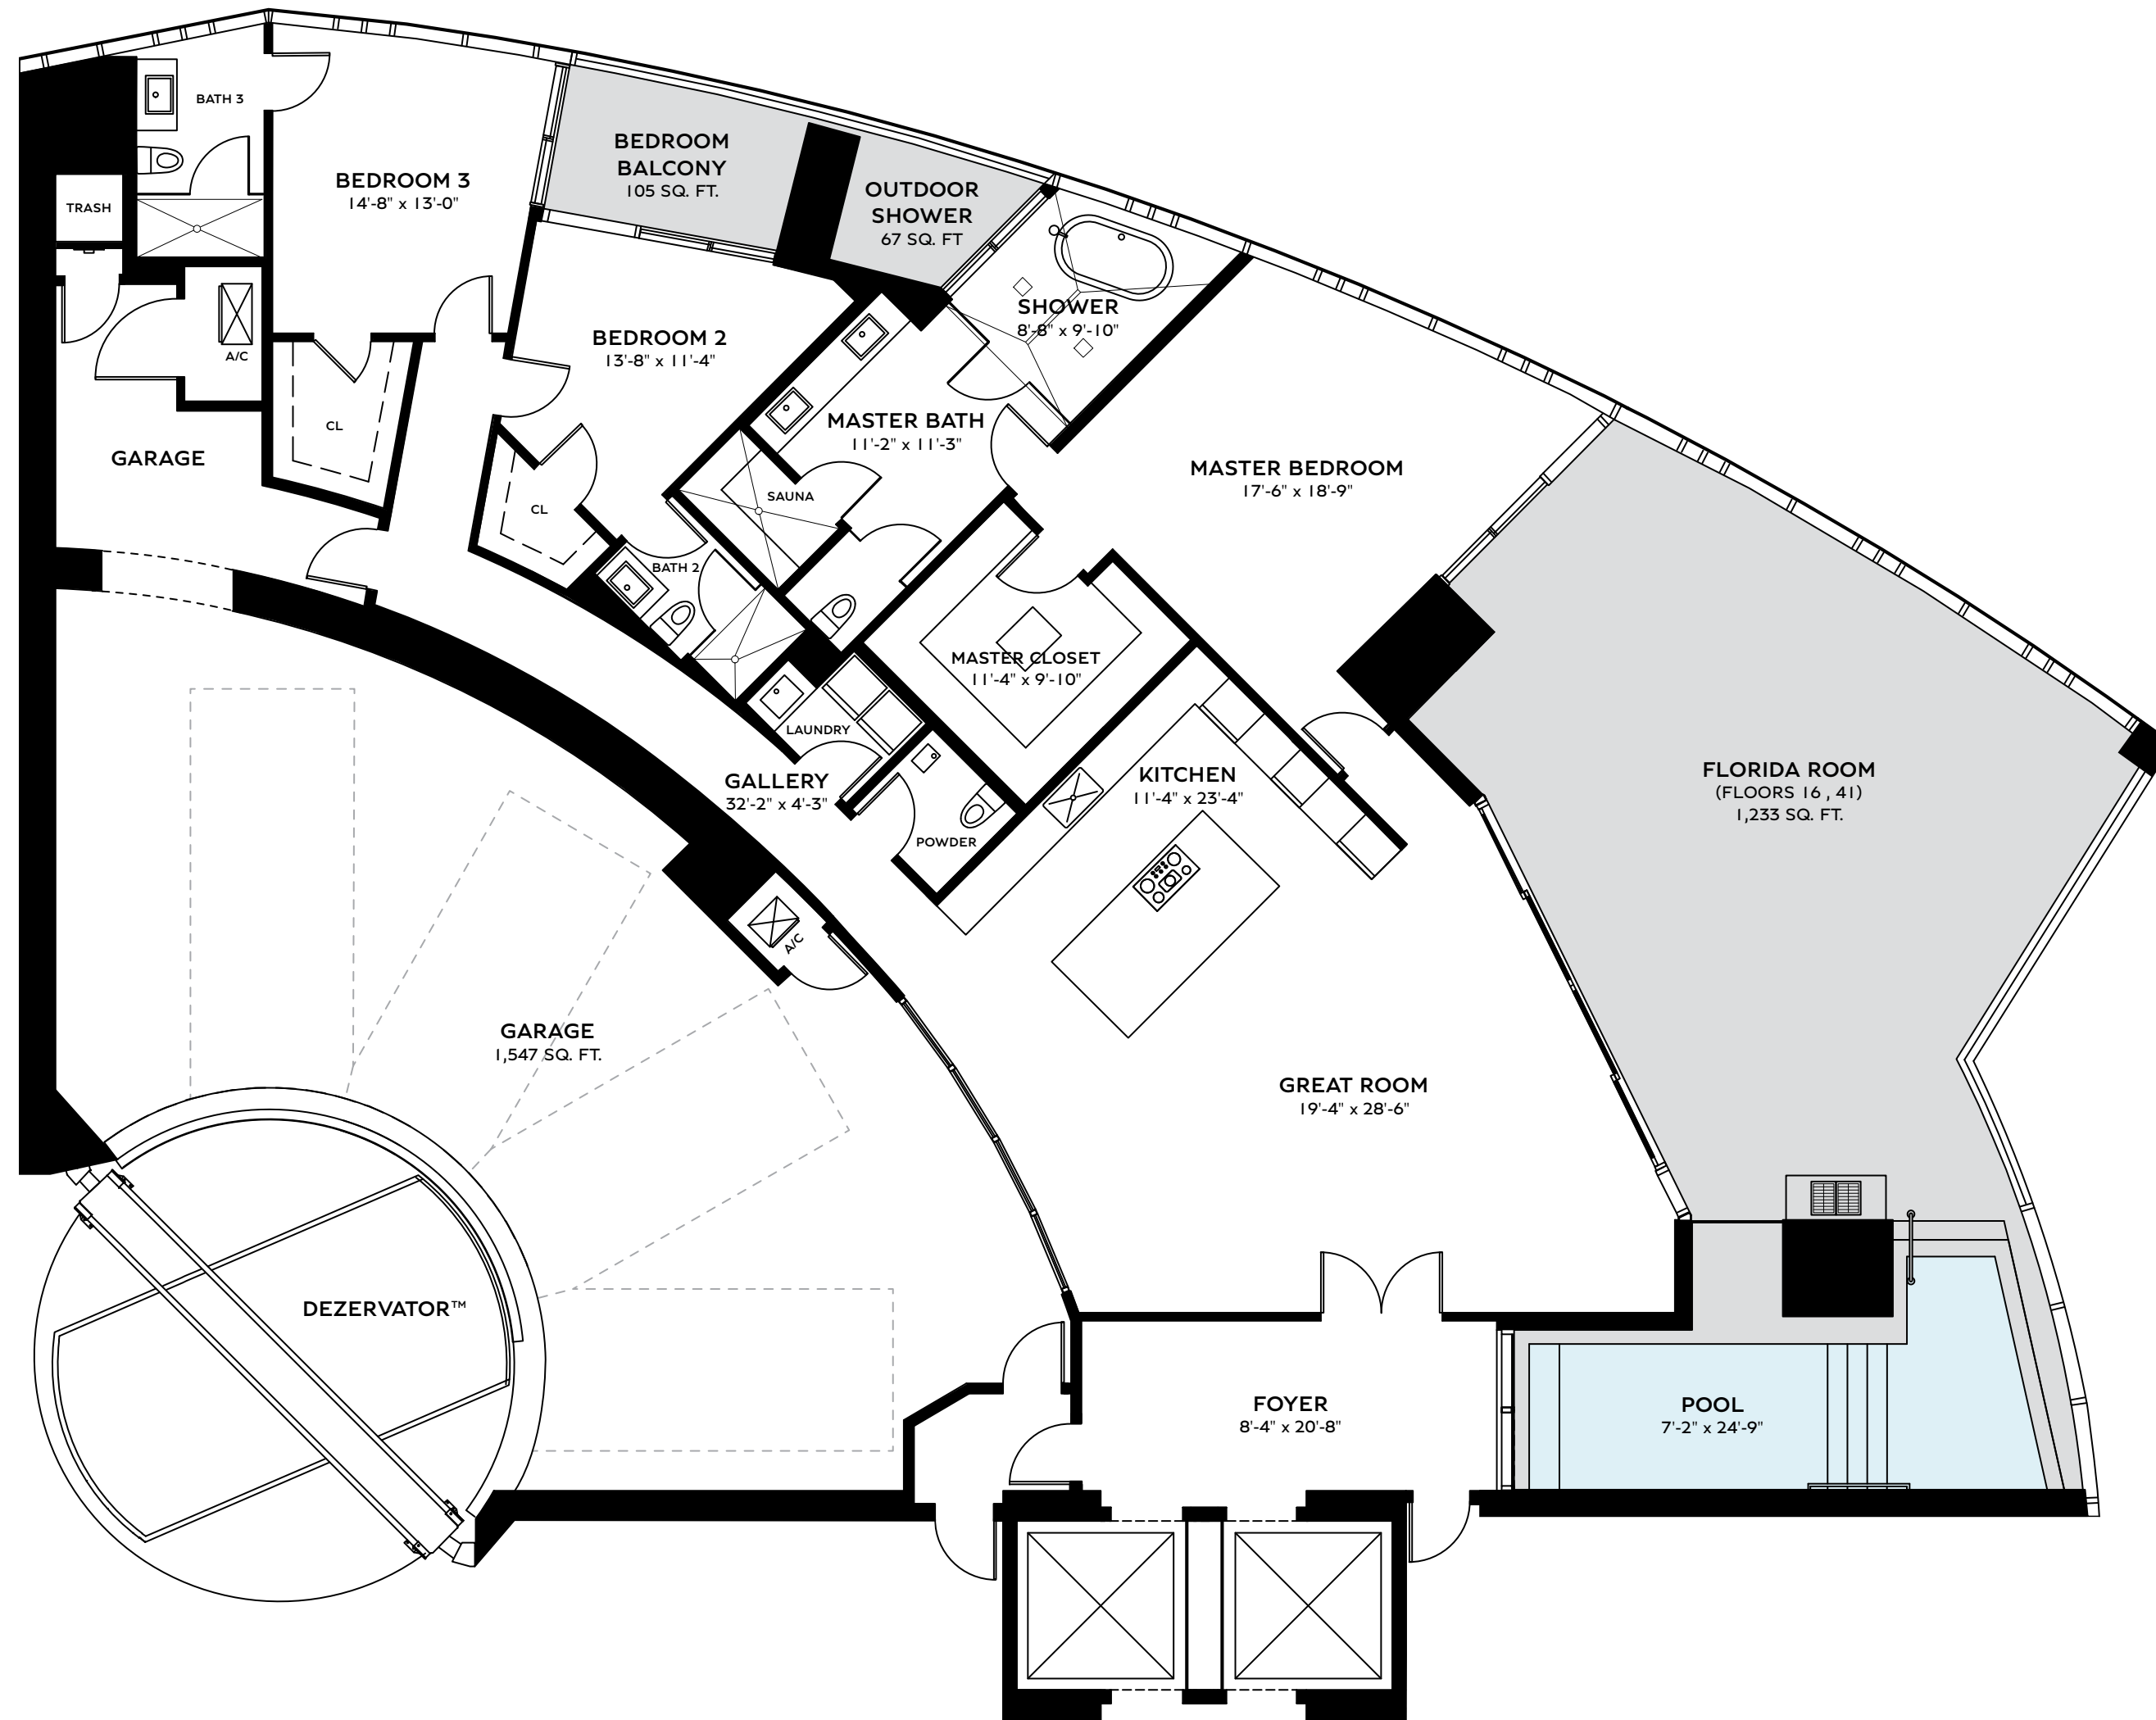 BATH 3
TRASH
BEDROOM 3
14'-8" x 13'-0"
BEDROOM
BALCONY
105 SQ. FT.
OUTDOOR
SHOWER
67 SQ. FT
SHOWER
8'-8" x 9'-10"
A/C
BEDROOM 2
13'-8" x 11'-4"
CL
GARAGE
MASTER BATH
11'-2" x 11'-3"
SAUNA
CL
MASTER BEDROOM
17'-6" x 18'-9"
BATH 2
MASTER CLOSET
11'-4" x 9'-10"
LAUNDRY
GALLERY
32'-2" x 4'-3"
POWDER
KITCHEN
11'-4" x 23'-4"
FLORIDA ROOM
(FLOORS 16 , 41)
1,233 SQ. FT.
A/C
GARAGE
1,547 SQ. FT.
GREAT ROOM
19'-4" x 28'-6"
DEZERVATOR™
FOYER
8'-4" x 20'-8"
POOL
7'-2" x 24'-9"